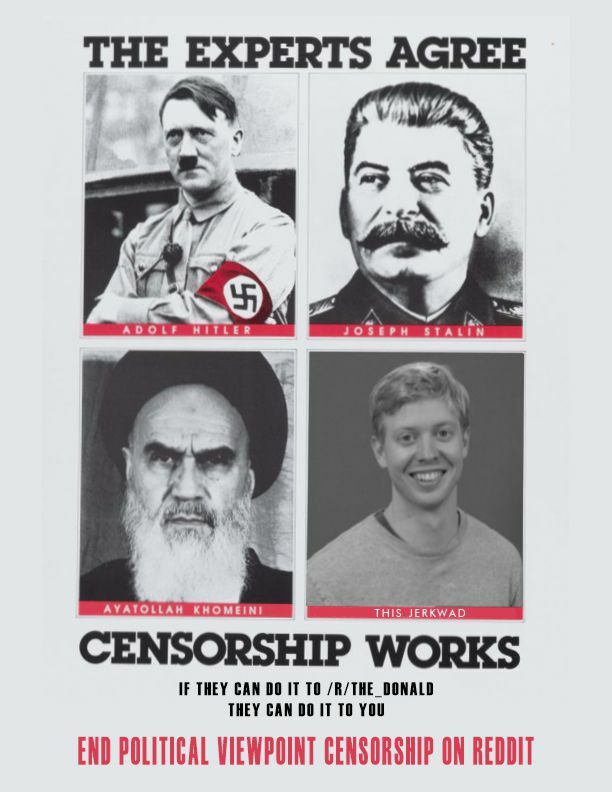 THE EXPERTS AGREE
ADOLF HITLER
JOSEPH STALIN
AYATOLLAH KHOMEINI
THIS JERKWAD
CENSORSHIP WORKS
IF THEY CAN DO IT TO /R/THE_DONALD
THEY CAN DO IT TO YOU
END POLITICAL VIEWPOINT CENSORSHIP ON REDDIT